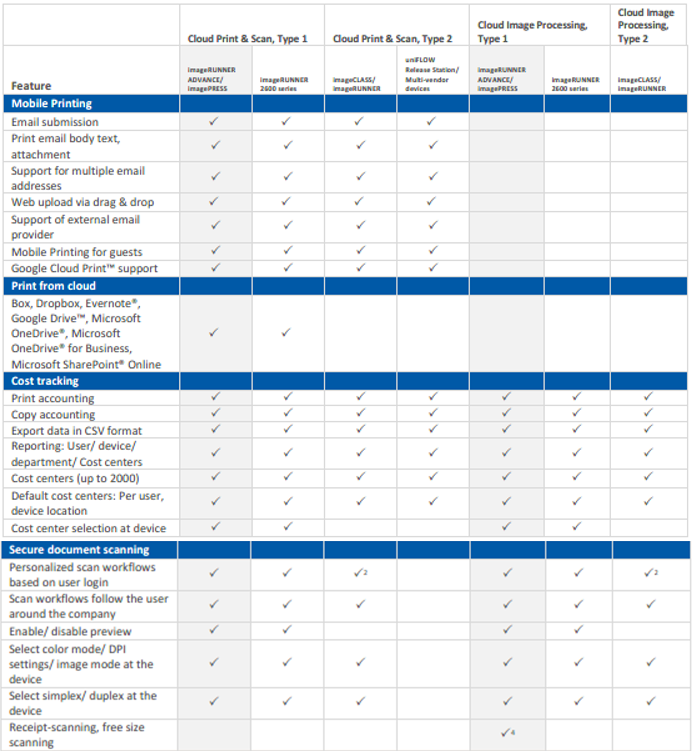 Cloud Print & Scan, Type 1
Cloud Print & Scan, Type 2
Cloud Image Processing,
Type 1
Cloud Image
Processing,
Type 2
Feature
imageRUNNER
ADVANCE/
imagePRESS
imageRUNNER
2600 series
imageCLASS/
imageRUNNER
uniFLOW
Release Station/
Multi-vendor
devices
imageRUNNER
ADVANCE/
imagePRESS
imageRUNNER
2600 series
imageCLASS/
imageRUNNER
Mobile Printing
Email submission ✓ ✓ ✓ ✓
Print email body text,
attachment ✓ ✓ ✓ ✓
Support for multiple email
addresses ✓ ✓ ✓ ✓
Web upload via drag & drop ✓ ✓ ✓ ✓
Support of external email
provider ✓ ✓ ✓ ✓
Mobile Printing for guests ✓ ✓ ✓ ✓
Google Cloud Print™ support ✓ ✓ ✓ ✓
Print from cloud
Box, Dropbox, Evernote®,
Google Drive™, Microsoft
OneDrive®, Microsoft ✓ ✓
OneDrive® for Business,
Microsoft SharePoint® Online
Cost tracking
Print accounting ✓ ✓ ✓ ✓ ✓ ✓ ✓
Copy accounting ✓ ✓ ✓ ✓ ✓ ✓ ✓
Export data in CSV format ✓ ✓ ✓ ✓ ✓ ✓ ✓
Reporting: User/ device/
department/ Cost centers ✓ ✓ ✓ ✓ ✓ ✓ ✓
Cost centers (up to 2000) ✓ ✓ ✓ ✓ ✓ ✓ ✓
Default cost centers: Per user,
device location ✓ ✓ ✓ ✓ ✓ ✓ ✓
Cost center selection at device ✓ ✓ ✓ ✓
Secure document scanning
Personalized scan workflows
based on user login ✓ ✓ ✓2 ✓ ✓ ✓2
Scan workflows follow the user
around the company ✓ ✓ ✓ ✓ ✓ ✓
Enable/ disable preview ✓ ✓ ✓ ✓
Select color mode/ DPI
settings/ image mode at the
device ✓ ✓ ✓ ✓ ✓ ✓
Select simplex/ duplex at the
device ✓ ✓ ✓ ✓ ✓ ✓
Receipt-scanning, free size
scanning ✓4